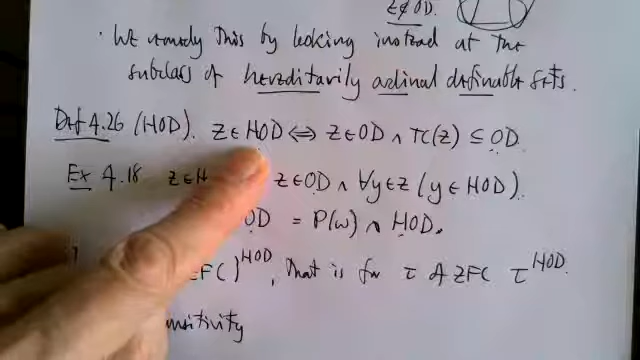 Z∉OD.
· We remedy this by looking instead at the
subclass of hereditarily ordinal definable sets.
Def 4.26 (HOD). Z∈HOD ⟺ Z∈OD ∧ TC(Z) ⊆ OD.
Ex 4.18 Z∈H Z∈OD ∧ ∀y∈Z (y∈HOD).
OD = P(ω) ∧ HOD.
FC)^HOD, That is for τ ZFC τ^HOD.
nsitivity